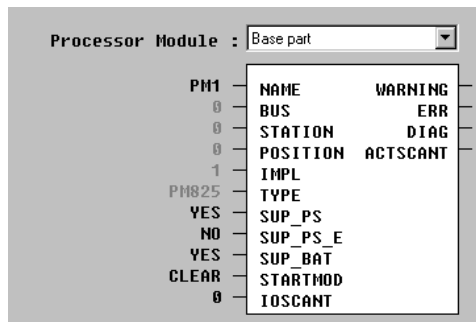 Processor Module : Base part
PM1 NAME WARNING
0 BUS ERR
0 STATION DIAG
0 POSITION ACTSCANT
1 IMPL
PM825 TYPE
YES SUP_PS
NO SUP_PS_E
YES SUP_BAT
CLEAR STARTMOD
0 IOSCANT